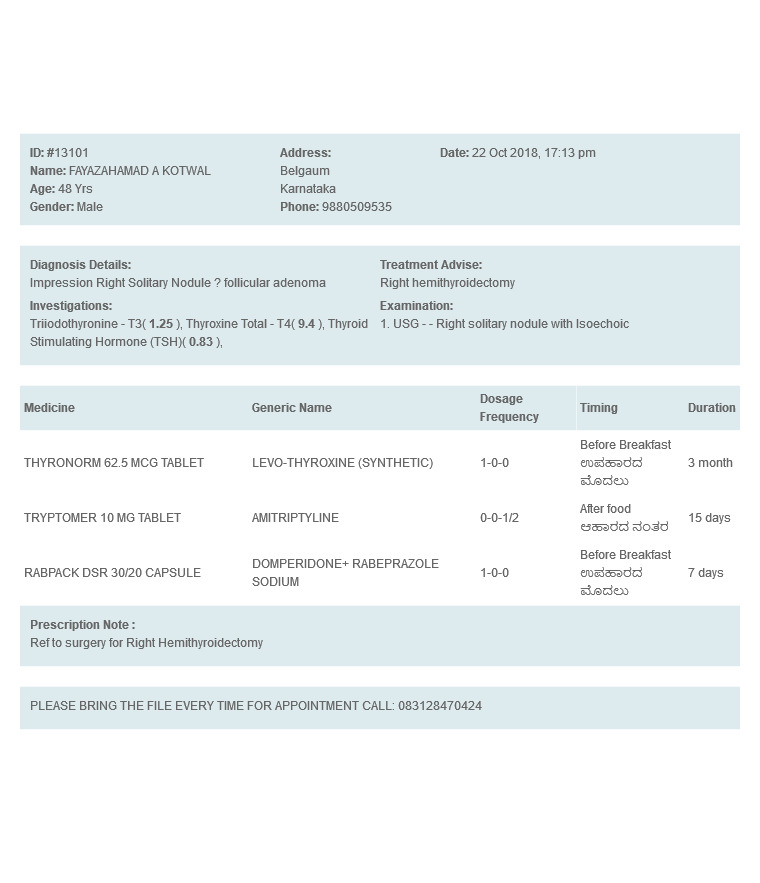 ID: #13101
Name: FAYAZAHAMAD A KOTWAL
Age: 48 Yrs
Gender: Male
Address:
Belgaum
Karnataka
Phone: 9880509535
Date: 22 Oct 2018, 17:13 pm
Diagnosis Details:
Impression Right Solitary Nodule ? follicular adenoma
Treatment Advise:
Right hemithyroidectomy
Investigations:
Triiodothyronine - T3( 1.25 ), Thyroxine Total - T4( 9.4 ), Thyroid
Stimulating Hormone (TSH)( 0.83 ),
Examination:
1. USG - - Right solitary nodule with Isoechoic
Medicine Generic Name Dosage Frequency Timing Duration
THYRONORM 62.5 MCG TABLET LEVO-THYROXINE (SYNTHETIC) 1-0-0 Before Breakfast ಉಪಹಾರದ ಮೊದಲು 3 month
TRYPTOMER 10 MG TABLET AMITRIPTYLINE 0-0-1/2 After food ಆಹಾರದ ನಂತರ 15 days
RABPACK DSR 30/20 CAPSULE DOMPERIDONE+ RABEPRAZOLE SODIUM 1-0-0 Before Breakfast ಉಪಹಾರದ ಮೊದಲು 7 days
Prescription Note :
Ref to surgery for Right Hemithyroidectomy
PLEASE BRING THE FILE EVERY TIME FOR APPOINTMENT CALL: 083128470424